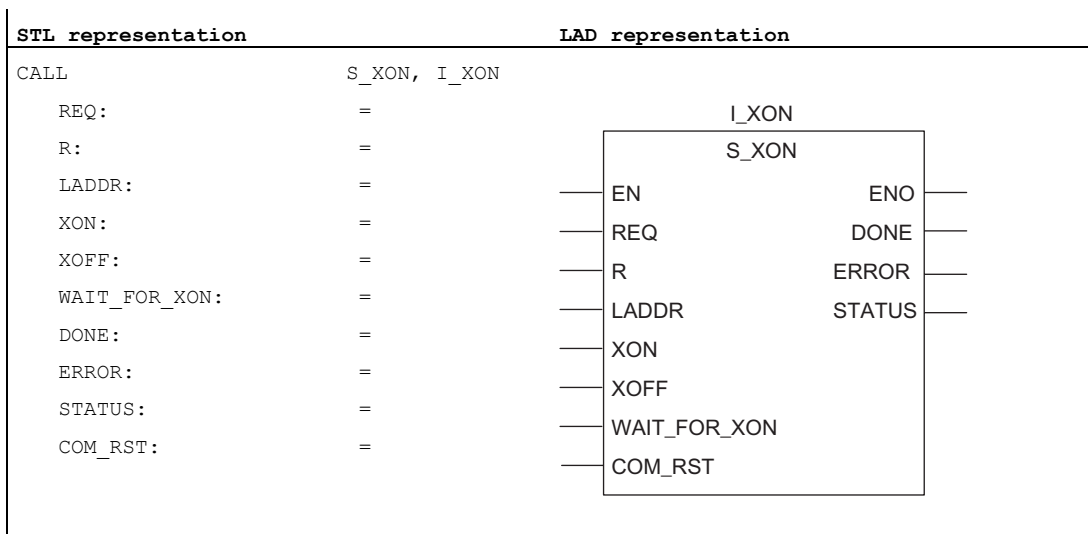 STL representation LAD representation
CALL S_XON, I_XON
REQ: =
R: =
LADDR: =
XON: =
XOFF: =
WAIT_FOR_XON: =
DONE: =
ERROR: =
STATUS: =
COM_RST: =
I_XON
S_XON
EN ENO
REQ DONE
R ERROR
LADDR STATUS
XON
XOFF
WAIT_FOR_XON
COM_RST